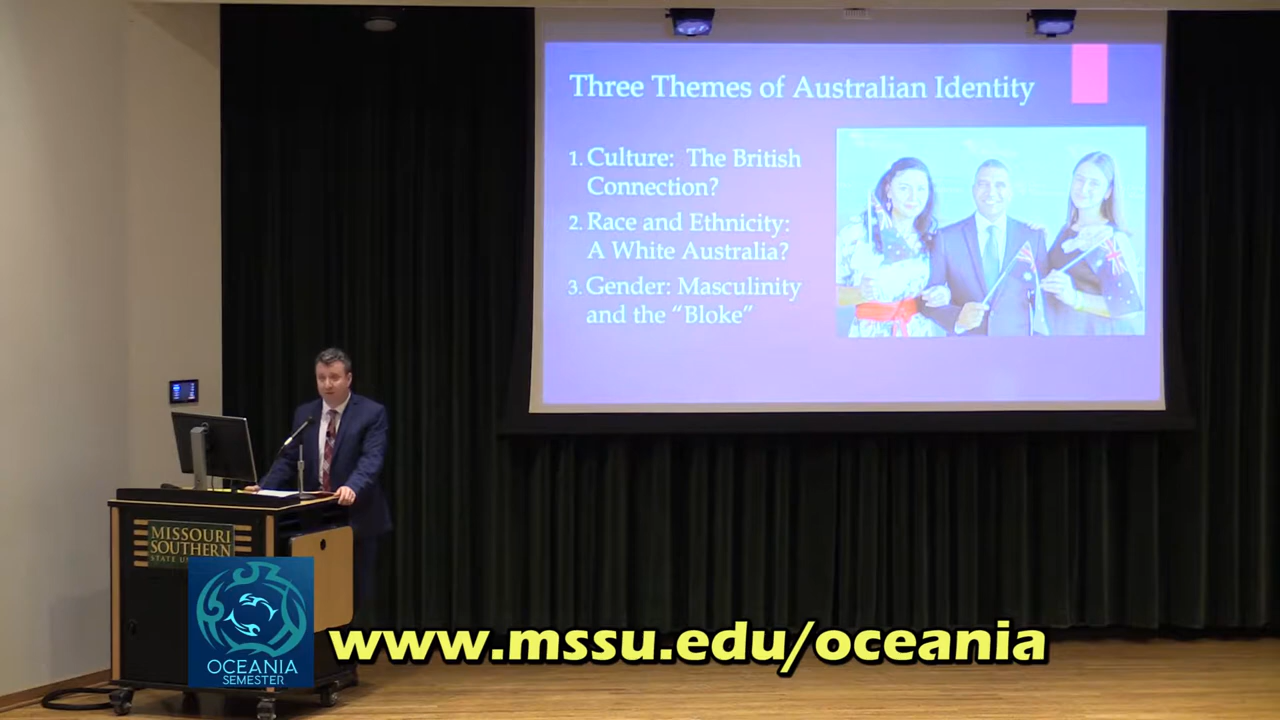 Three Themes of Australian Identity
1. Culture: The British
Connection?
2. Race and Ethnicity:
A White Australia?
3. Gender: Masculinity
and the “Bloke”
MISSOURI
SOUTHERN
STATE
OCEANIA
SEMESTER
www.mssu.edu/oceania